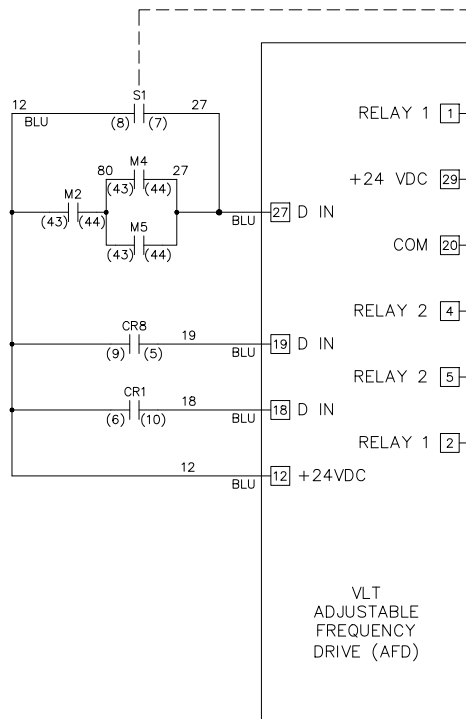 S1
12 27
BLU (8) (7)
RELAY 1 1
M4
80 27
(43) (44)
+24 VDC 29
M2
(43) (44)
BLU 27 D IN
M5
(43) (44)
COM 20
RELAY 2 4
CR8
19
(9) (5)
BLU 19 D IN
RELAY 2 5
CR1
18
(6) (10)
BLU 18 D IN
RELAY 1 2
12
BLU 12 +24VDC
VLT
ADJUSTABLE
FREQUENCY
DRIVE (AFD)